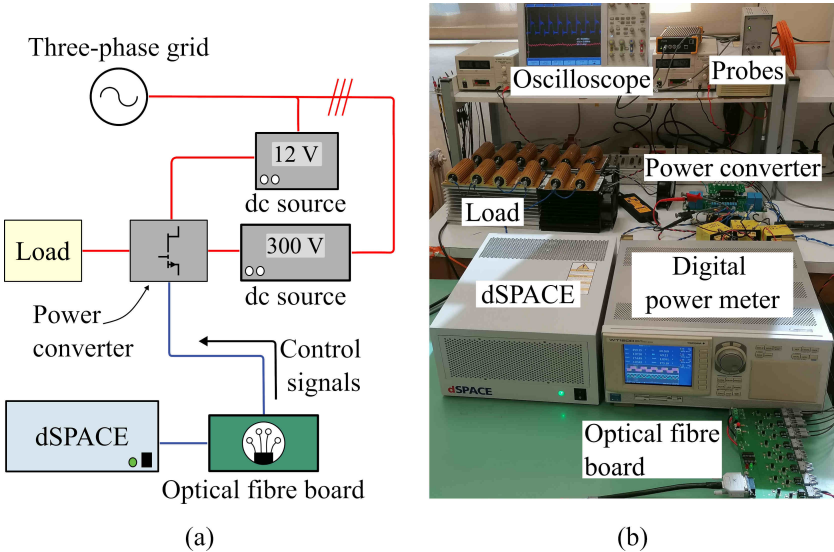 Three-phase grid
12 V
dc source
Load
300 V
dc source
Power
converter
Control
signals
dSPACE
Optical fibre board
(a)
Oscilloscope
Probes
Power converter
Load
dSPACE
Digital
power meter
dSPACE
Optical fibre
board
(b)